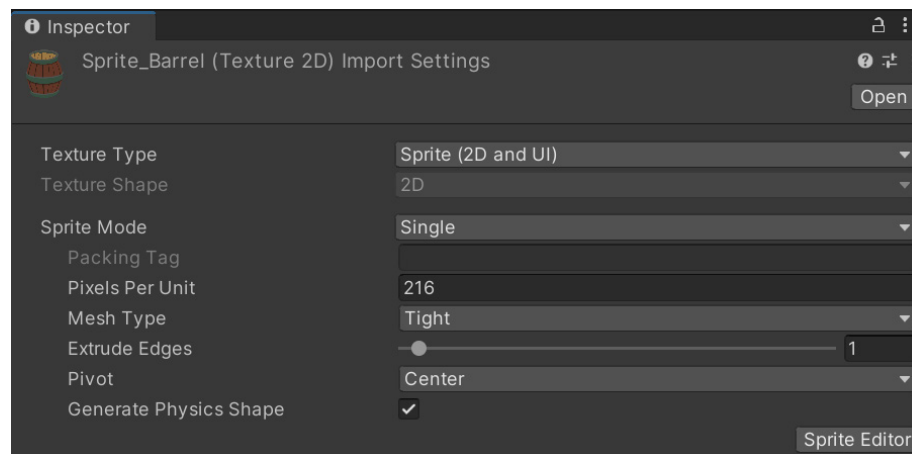 Inspector
Sprite_Barrel (Texture 2D) Import Settings
Open
Texture Type Sprite (2D and UI)
Texture Shape 2D
Sprite Mode Single
Packing Tag
Pixels Per Unit 216
Mesh Type Tight
Extrude Edges 1
Pivot Center
Generate Physics Shape
Sprite Editor